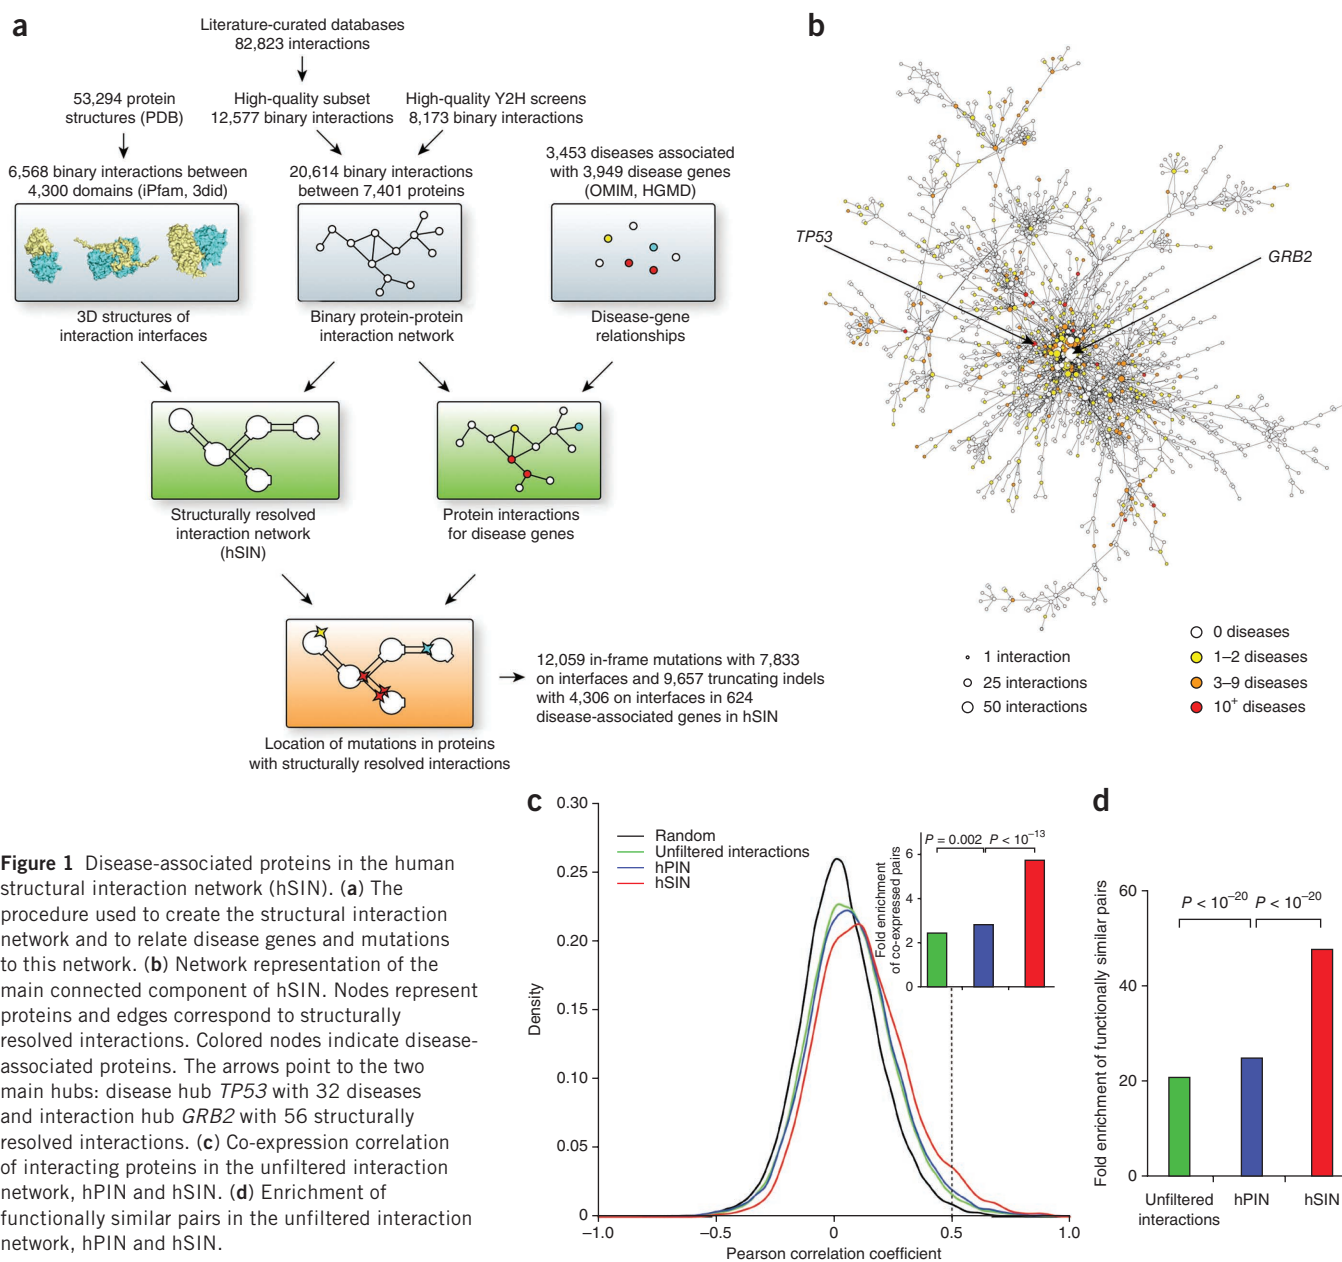 a
Literature-curated databases
82,823 interactions
53,294 protein
structures (PDB)
High-quality subset
12,577 binary interactions
High-quality Y2H screens
8,173 binary interactions
6,568 binary interactions between
4,300 domains (iPfam, 3did)
20,614 binary interactions
between 7,401 proteins
3,453 diseases associated
with 3,949 disease genes
(OMIM, HGMD)
3D structures of
interaction interfaces
Binary protein-protein
interaction network
Disease-gene
relationships
Structurally resolved
interaction network
(hSIN)
Protein interactions
for disease genes
12,059 in-frame mutations with 7,833
on interfaces and 9,657 truncating indels
with 4,306 on interfaces in 624
disease-associated genes in hSIN
Location of mutations in proteins
with structurally resolved interactions
b
TP53
GRB2
1 interaction
25 interactions
50 interactions
0 diseases
1–2 diseases
3–9 diseases
10+ diseases
Figure 1 Disease-associated proteins in the human
structural interaction network (hSIN). (a) The
procedure used to create the structural interaction
network and to relate disease genes and mutations
to this network. (b) Network representation of the
main connected component of hSIN. Nodes represent
proteins and edges correspond to structurally
resolved interactions. Colored nodes indicate disease-
associated proteins. The arrows point to the two
main hubs: disease hub TP53 with 32 diseases
and interaction hub GRB2 with 56 structurally
resolved interactions. (c) Co-expression correlation
of interacting proteins in the unfiltered interaction
network, hPIN and hSIN. (d) Enrichment of
functionally similar pairs in the unfiltered interaction
network, hPIN and hSIN.
c
0.30
0.25
0.20
0.15
0.10
0.05
0
Density
–1.0
–0.5
0
0.5
1.0
Pearson correlation coefficient
Random
Unfiltered interactions
hPIN
hSIN
P = 0.002
P < 10–13
6
4
2
0
Fold enrichment
of co-expressed pairs
d
60
40
20
0
Fold enrichment of functionally similar pairs
P < 10–20
P < 10–20
Unfiltered
interactions
hPIN
hSIN